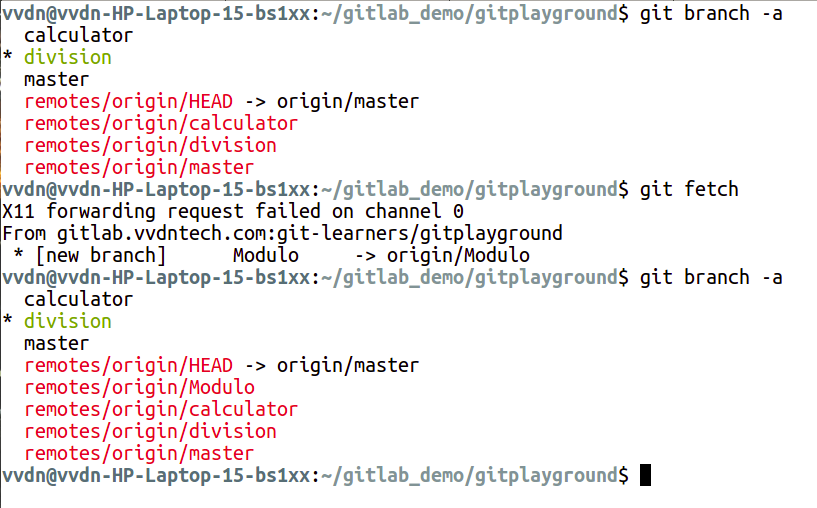 vvdn@vvdn-HP-Laptop-15-bs1xx:~/gitlab_demo/gitplayground$ git branch -a
  calculator
* division
  master
  remotes/origin/HEAD -> origin/master
  remotes/origin/calculator
  remotes/origin/division
  remotes/origin/master
vvdn@vvdn-HP-Laptop-15-bs1xx:~/gitlab_demo/gitplayground$ git fetch
X11 forwarding request failed on channel 0
From gitlab.vvdntech.com:git-learners/gitplayground
 * [new branch]      Modulo     -> origin/Modulo
vvdn@vvdn-HP-Laptop-15-bs1xx:~/gitlab_demo/gitplayground$ git branch -a
  calculator
* division
  master
  remotes/origin/HEAD -> origin/master
  remotes/origin/Modulo
  remotes/origin/calculator
  remotes/origin/division
  remotes/origin/master
vvdn@vvdn-HP-Laptop-15-bs1xx:~/gitlab_demo/gitplayground$